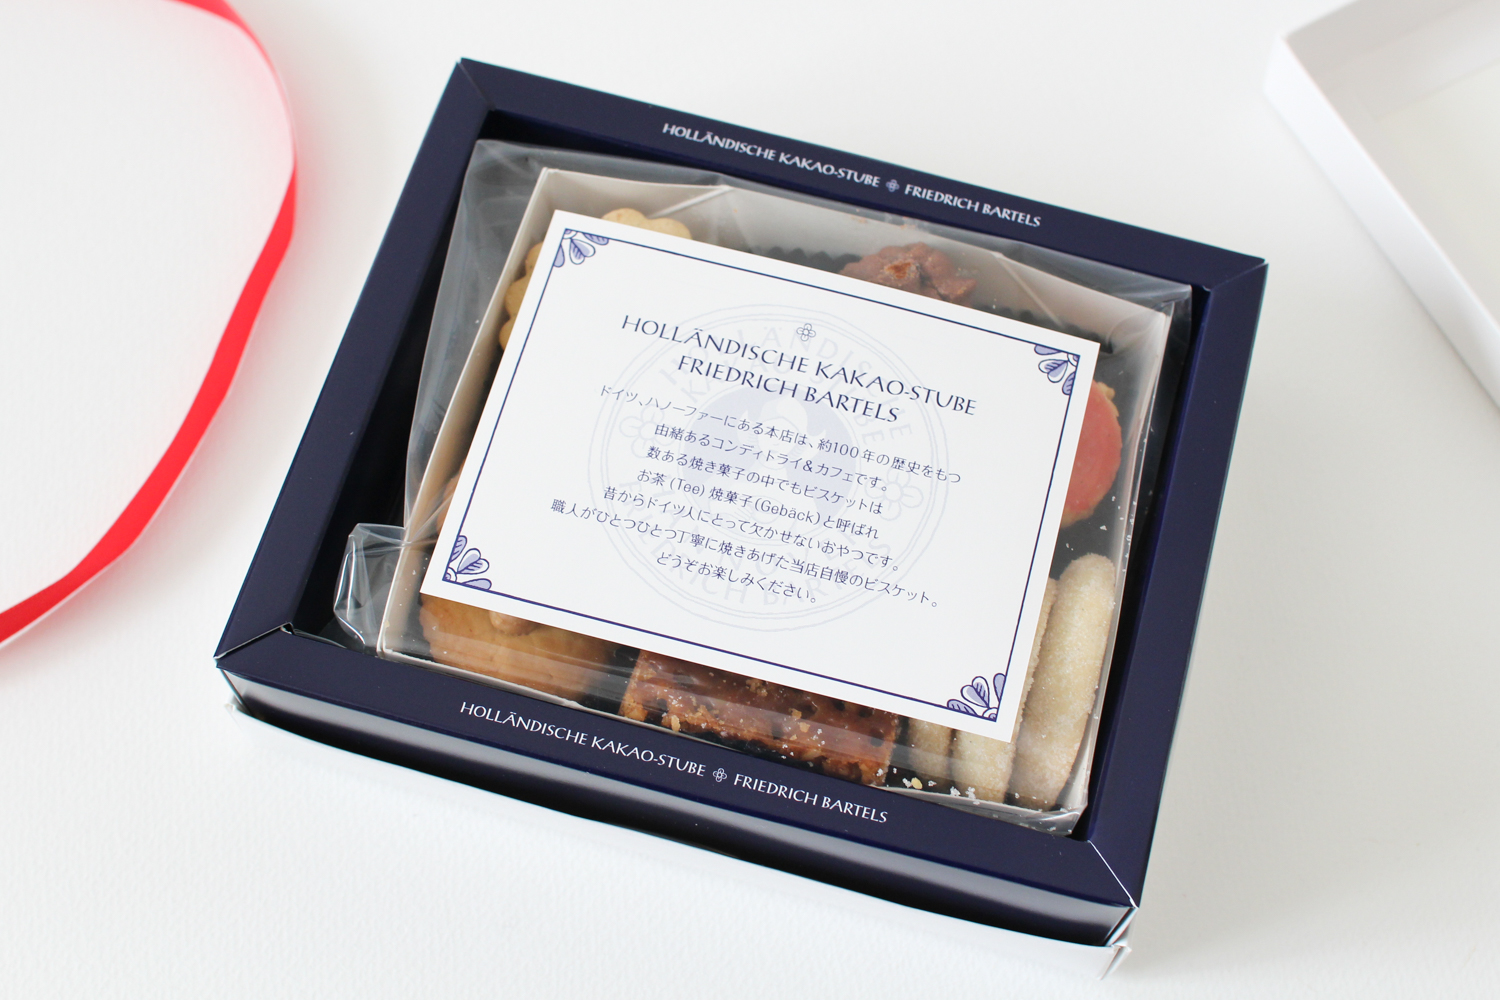 HOLLÄNDISCHE KAKAO-STUBE FRIEDRICH BARTELS
HOLLÄNDISCHE KAKAO-STUBE
FRIEDRICH BARTELS
ドイツ、ハノーファーにある本店は、約100年の歴史をもつ
由緒あるコンディトライ&カフェです。
数ある焼き菓子の中でもビスケットは
お茶(Tee)焼菓子(Gebäck)と呼ばれ
昔からドイツ人にとって欠かせないおやつです。
職人がひとつひとつ丁寧に焼きあげた当店自慢のビスケット。
どうぞお楽しみください。
HOLLÄNDISCHE KAKAO-STUBE FRIEDRICH BARTELS